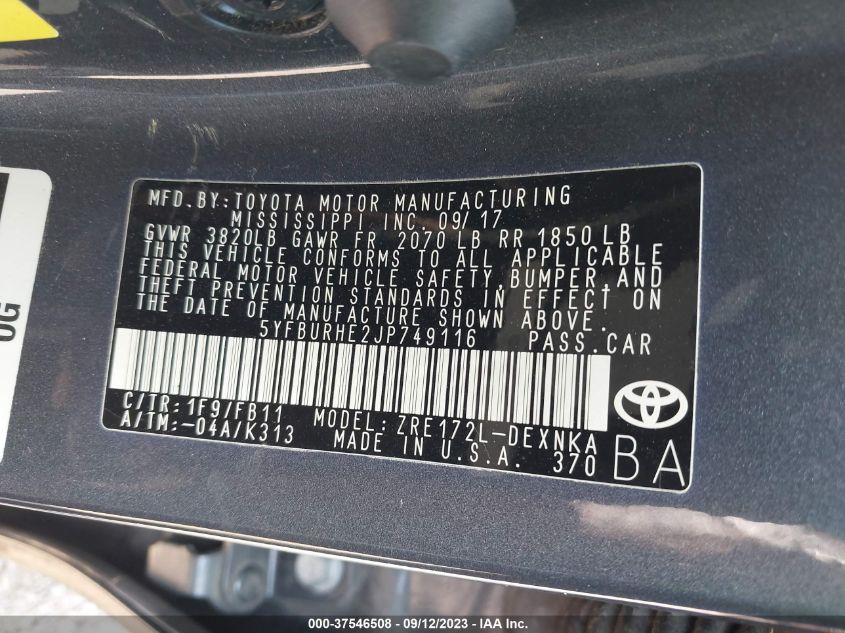 MFD. BY: TOYOTA MOTOR MANUFACTURING
MISSISSIPPI INC. 09/17
GVWR 3820LB GAWR FR 2070 LB RR 1850 LB
THIS VEHICLE CONFORMS TO ALL APPLICABLE
FEDERAL MOTOR VEHICLE SAFETY, BUMPER, AND
THEFT PREVENTION STANDARDS IN EFFECT ON
THE DATE OF MANUFACTURE SHOWN ABOVE.
5YFBURHE2JP749116 PASS. CAR
C/TR: 1F9/FB11 MODEL: ZRE172L-DEXNKA
A/TM: -04A/K313 MADE IN U.S.A. 370
BA
OG
000-37546508 - 09/12/2023 - © IAA Inc.